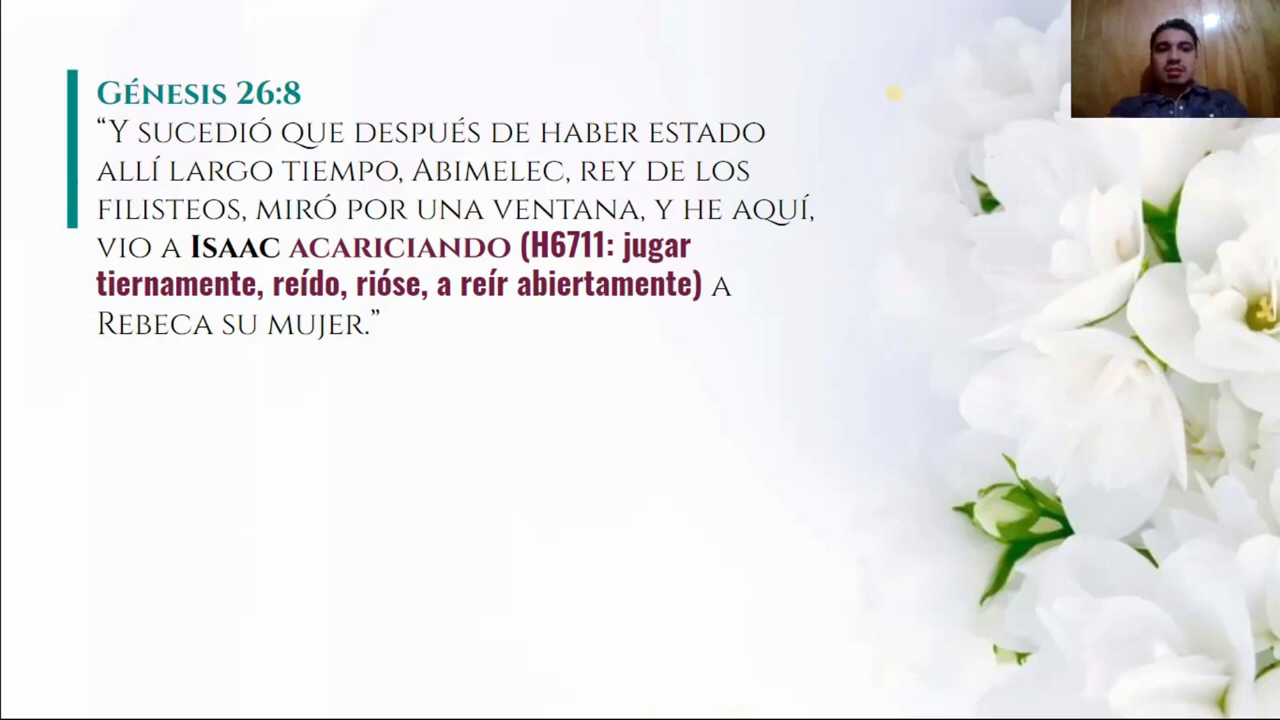 Génesis 26:8
“Y sucedió que después de haber estado
allí largo tiempo, Abimelec, rey de los
filisteos, miró por una ventana, y he aquí,
vio a Isaac acariciando (H6711: jugar
tiernamente, reído, rióse, a reír abiertamente) a
Rebeca su mujer.”